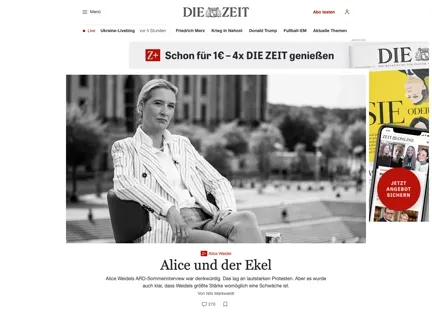 Menü
DIE ZEIT
Abo testen
Live Ukraine-Liveblog vor 5 Stunden Friedrich Merz Krieg in Nahost Donald Trump Fußball-EM Aktuelle Themen
Z+ Schon für 1€ – 4x DIE ZEIT genießen
DIE
SIE
ODER
ZEIT ONLINE
JETZT
ANGEBOT
SICHERN
Z+ Alice Weidel
Alice und der Ekel
Alice Weidels ARD-Sommerinterview war denkwürdig. Das lag an lautstarken Protesten. Aber es wurde
auch klar, dass Weidels größte Stärke womöglich eine Schwäche ist.
Von Nils Markwardt